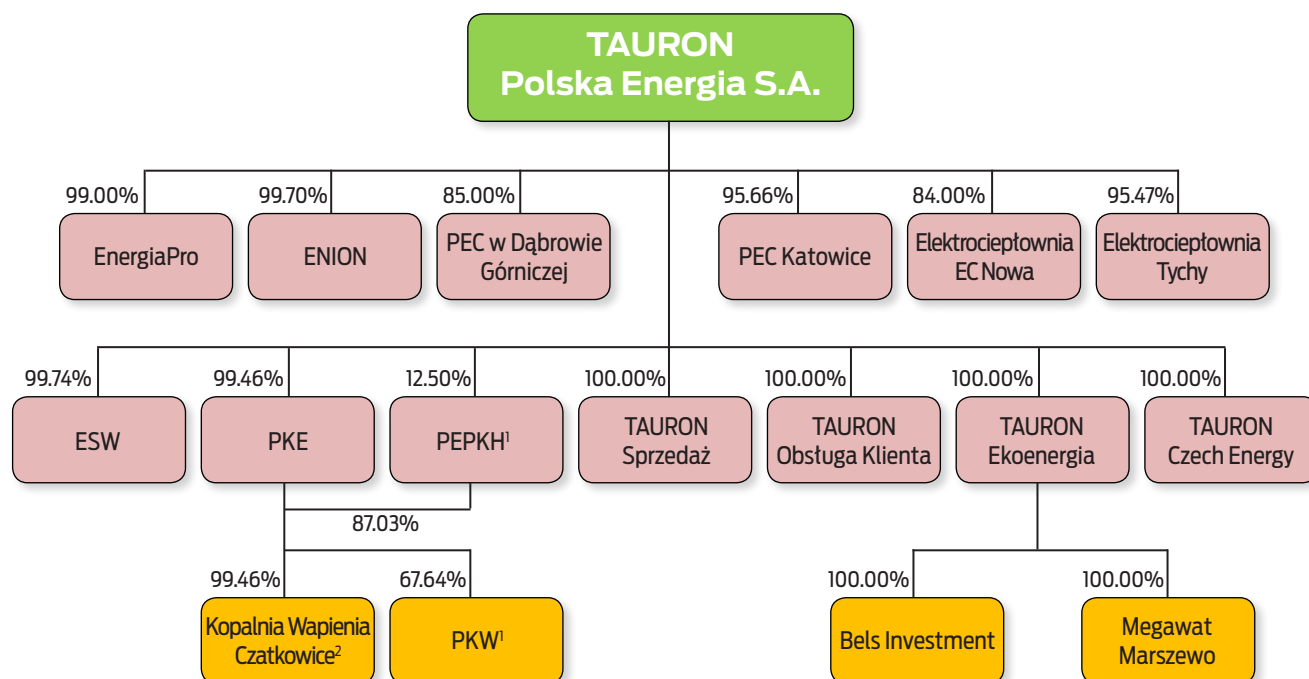 TAURON
Polska Energia S.A.
99.00%
99.70%
85.00%
95.66%
84.00%
95.47%
EnergiaPro
ENION
PEC w Dąbrowie
Górniczej
PEC Katowice
Elektrociepłownia
EC Nowa
Elektrociepłownia
Tychy
99.74%
99.46%
12.50%
100.00%
100.00%
100.00%
100.00%
ESW
PKE
PEPKH¹
TAURON
Sprzedaż
TAURON
Obsługa Klienta
TAURON
Ekoenergia
TAURON
Czech Energy
87.03%
99.46%
67.64%
100.00%
100.00%
Kopalnia Wapienia
Czatkowice²
PKW¹
Bels Investment
Megawat
Marszewo